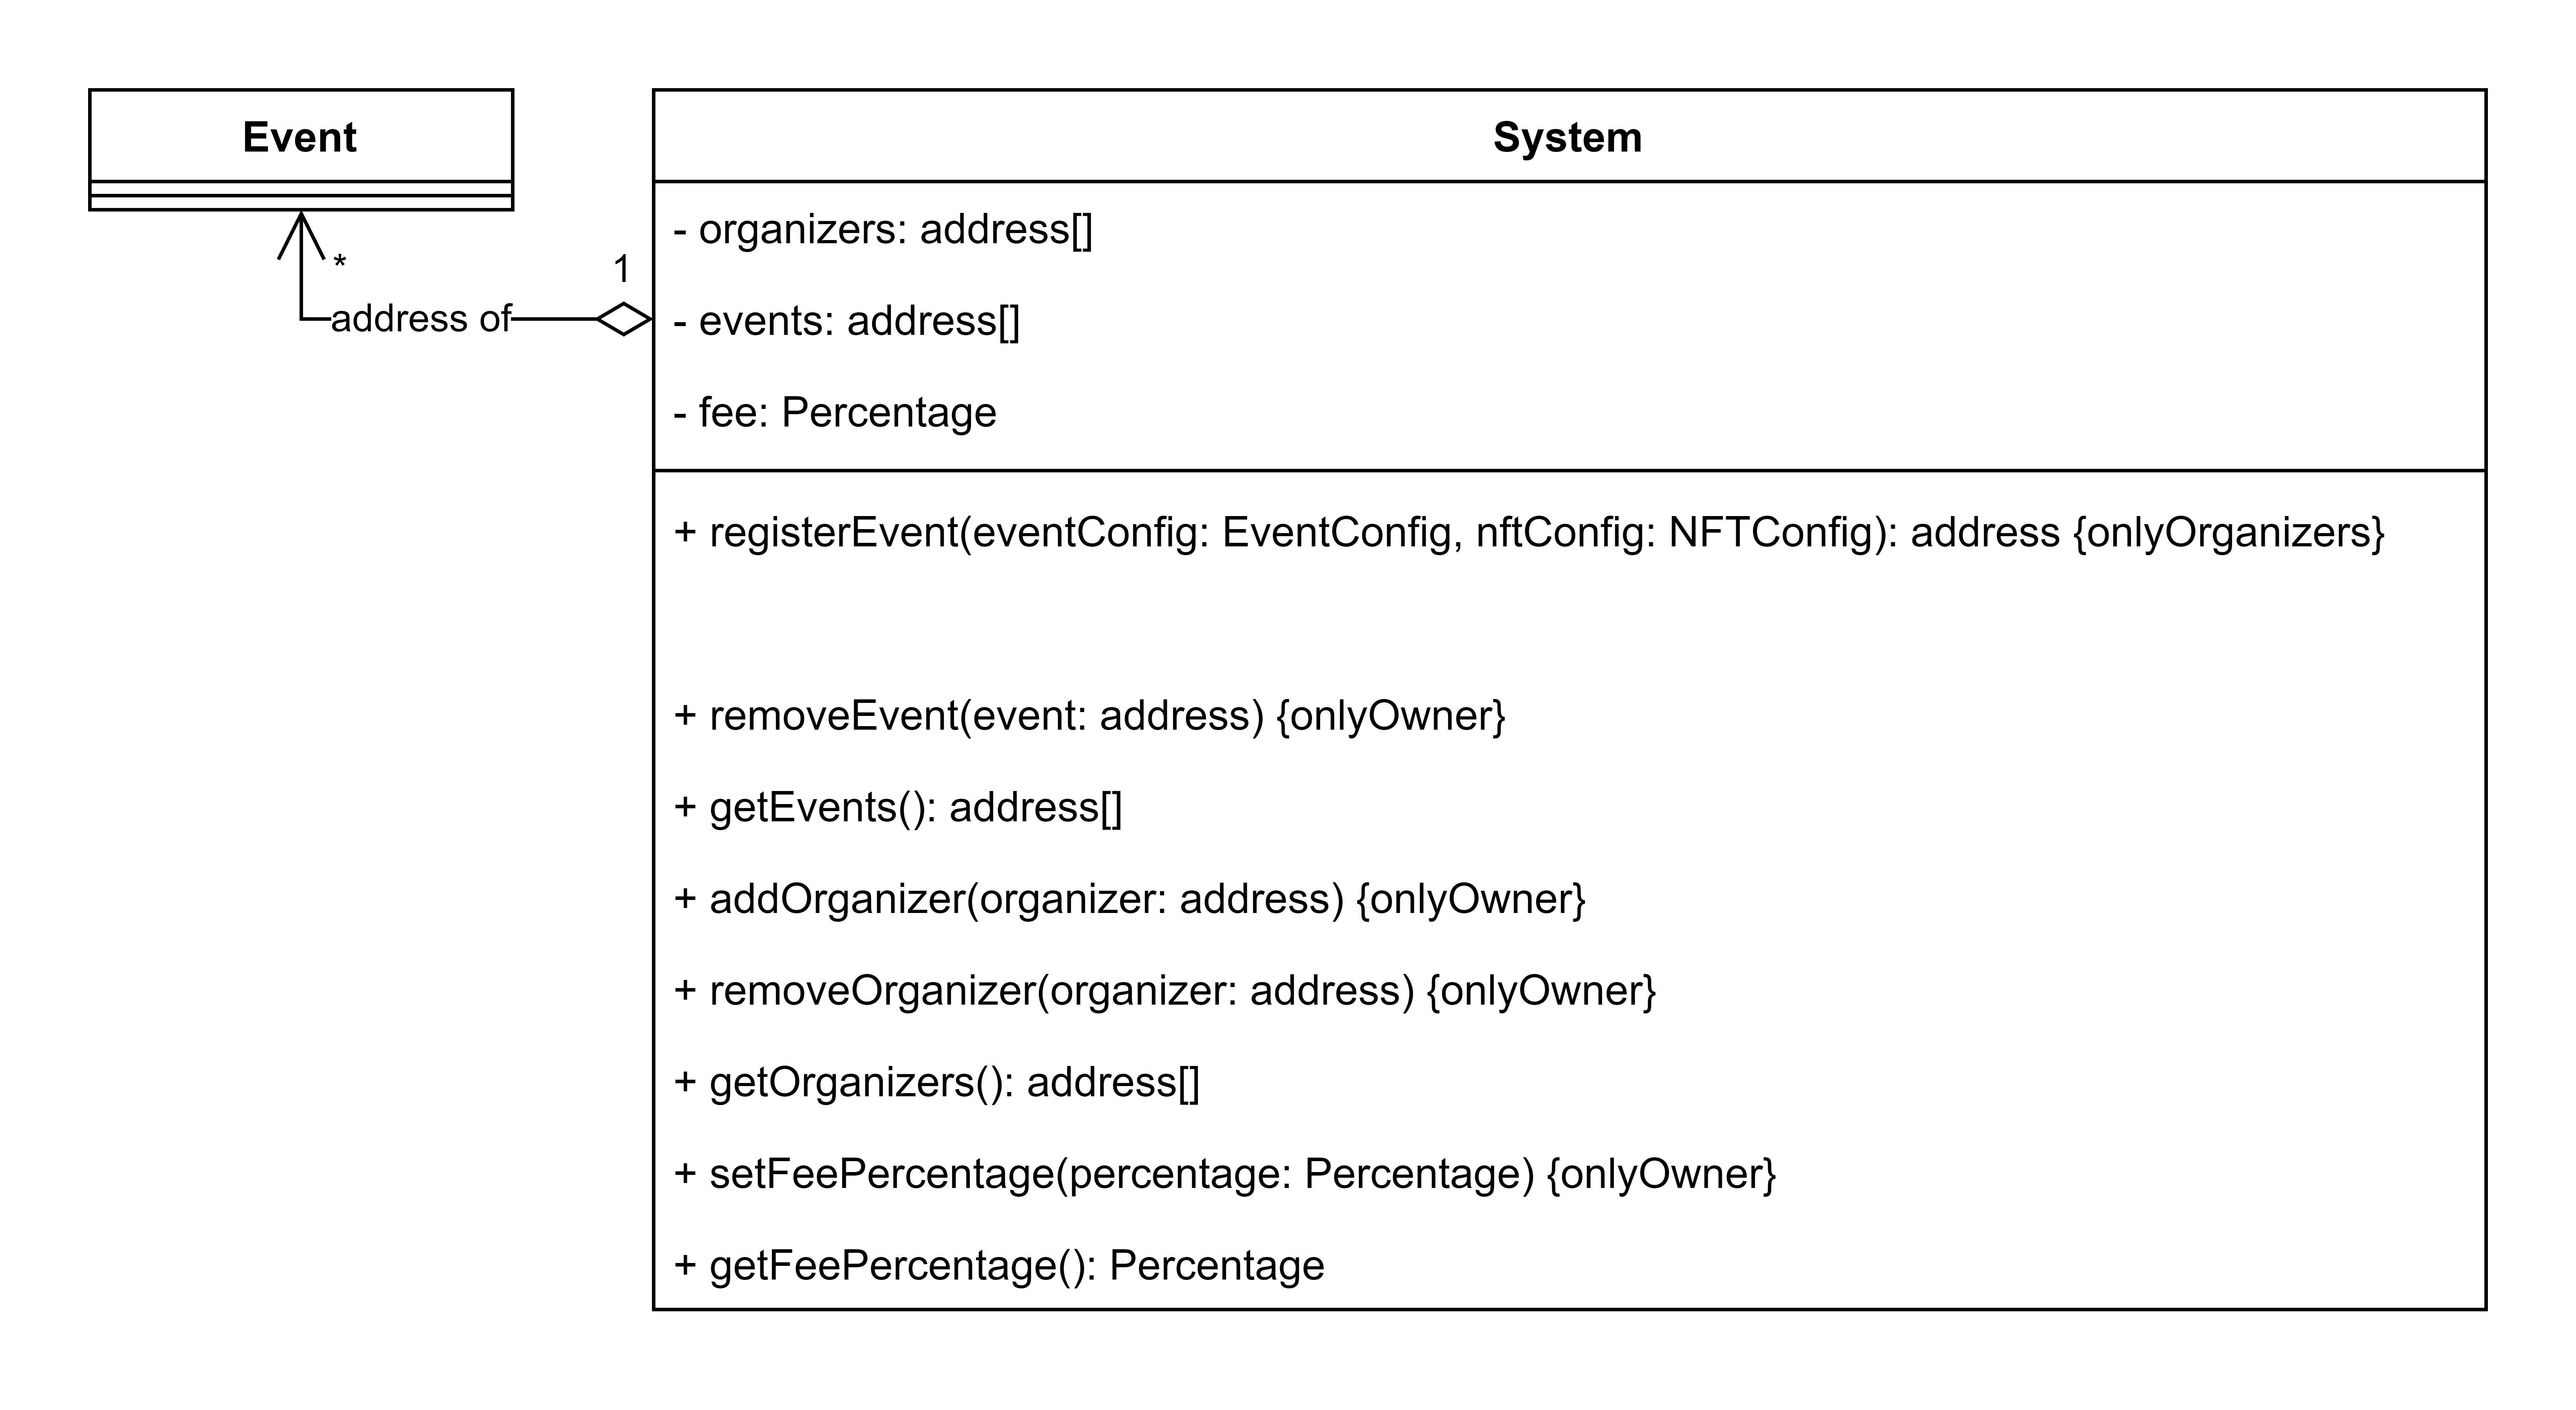 Event
*
address of
1
System
- organizers: address[]
- events: address[]
- fee: Percentage
+ registerEvent(eventConfig: EventConfig, nftConfig: NFTConfig): address {onlyOrganizers}
+ removeEvent(event: address) {onlyOwner}
+ getEvents(): address[]
+ addOrganizer(organizer: address) {onlyOwner}
+ removeOrganizer(organizer: address) {onlyOwner}
+ getOrganizers(): address[]
+ setFeePercentage(percentage: Percentage) {onlyOwner}
+ getFeePercentage(): Percentage